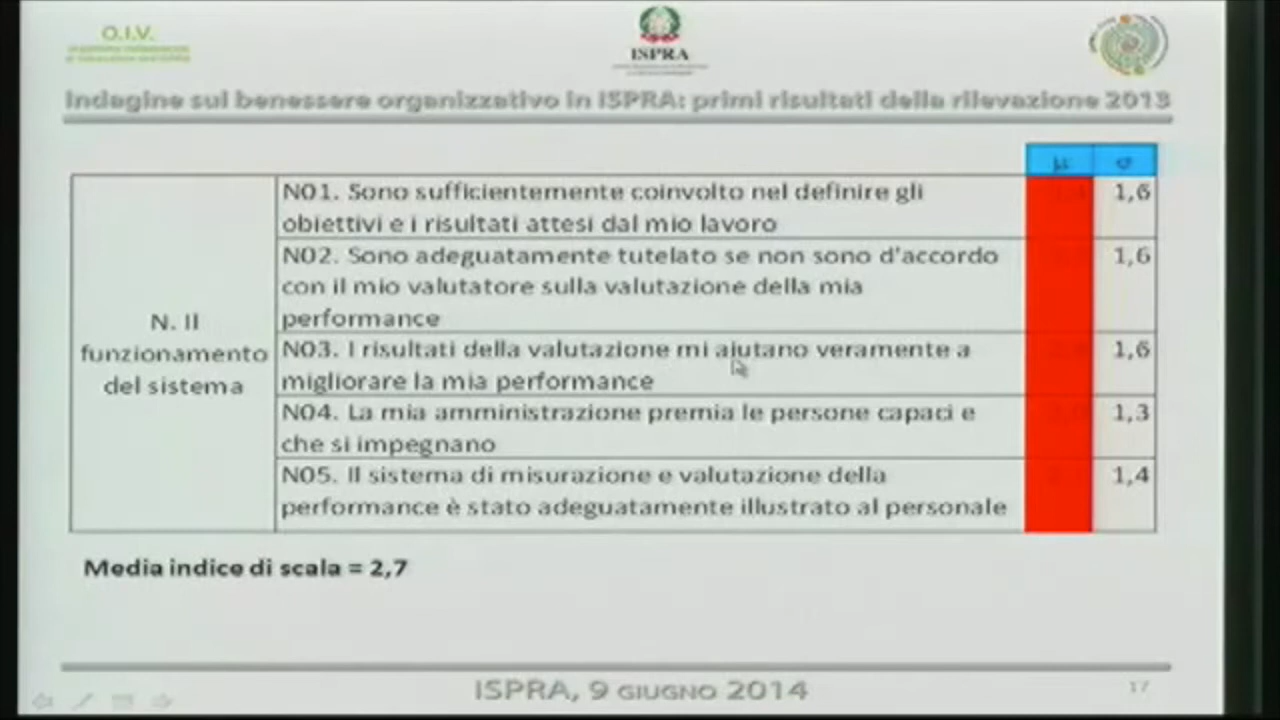 O.I.V.
ISPRA
Indagine sul benessere organizzativo in ISPRA: primi risultati della rilevazione 2013
μ σ
N. Il
funzionamento
del sistema
N01. Sono sufficientemente coinvolto nel definire gli 1,6
obiettivi e i risultati attesi dal mio lavoro
N02. Sono adeguatamente tutelato se non sono d'accordo 1,6
con il mio valutatore sulla valutazione della mia
performance
N03. I risultati della valutazione mi aiutano veramente a 1,6
migliorare la mia performance
N04. La mia amministrazione premia le persone capaci e 1,3
che si impegnano
N05. Il sistema di misurazione e valutazione della 1,4
performance è stato adeguatamente illustrato al personale
Media indice di scala = 2,7
ISPRA, 9 GIUGNO 2014
17